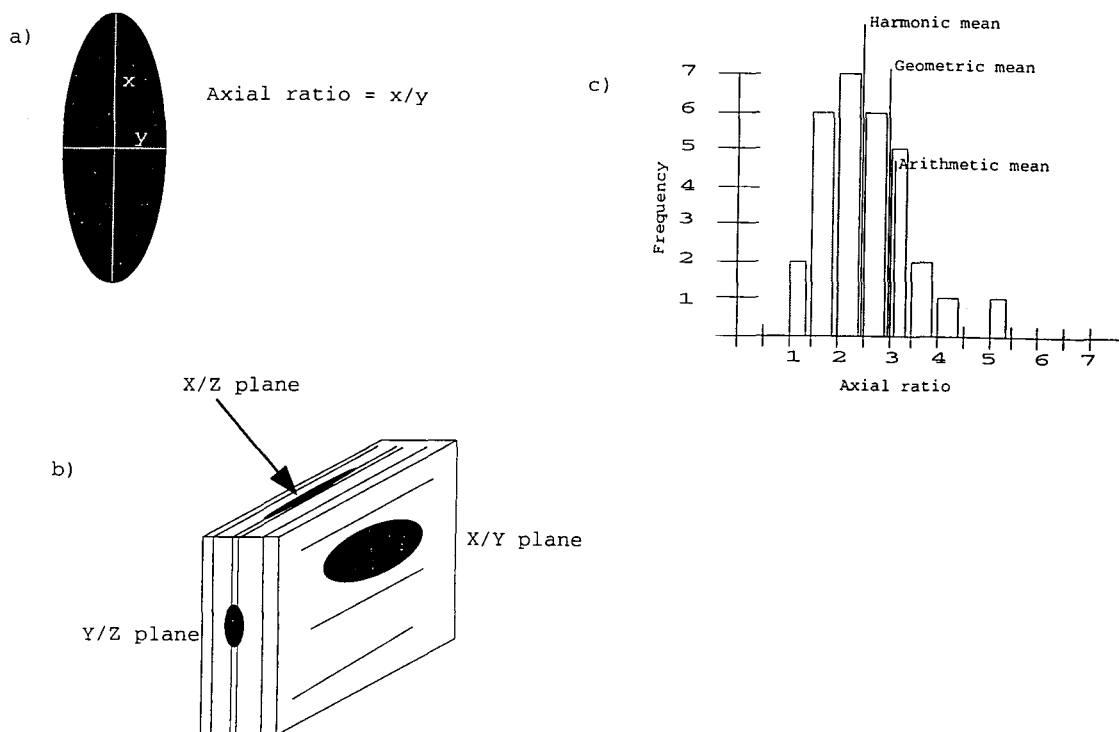 a)
x
y
Axial ratio = x/y
c)
Harmonic mean
Geometric mean
Arithmetic mean
Frequency
7
6
5
4
3
2
1
1 2 3 4 5 6 7
Axial ratio
b)
X/Z plane
X/Y plane
Y/Z plane